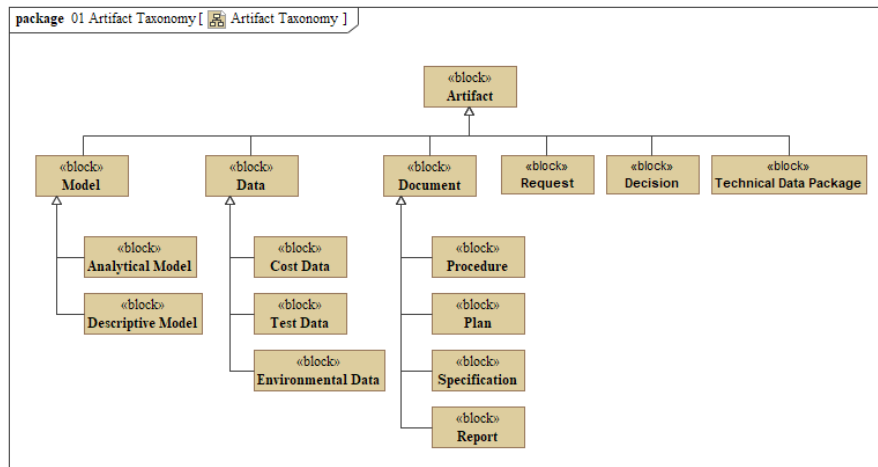 package 01 Artifact Taxonomy [ Artifact Taxonomy ]
«block»
Artifact
«block»
Model
«block»
Data
«block»
Document
«block»
Request
«block»
Decision
«block»
Technical Data Package
«block»
Analytical Model
«block»
Descriptive Model
«block»
Cost Data
«block»
Test Data
«block»
Environmental Data
«block»
Procedure
«block»
Plan
«block»
Specification
«block»
Report